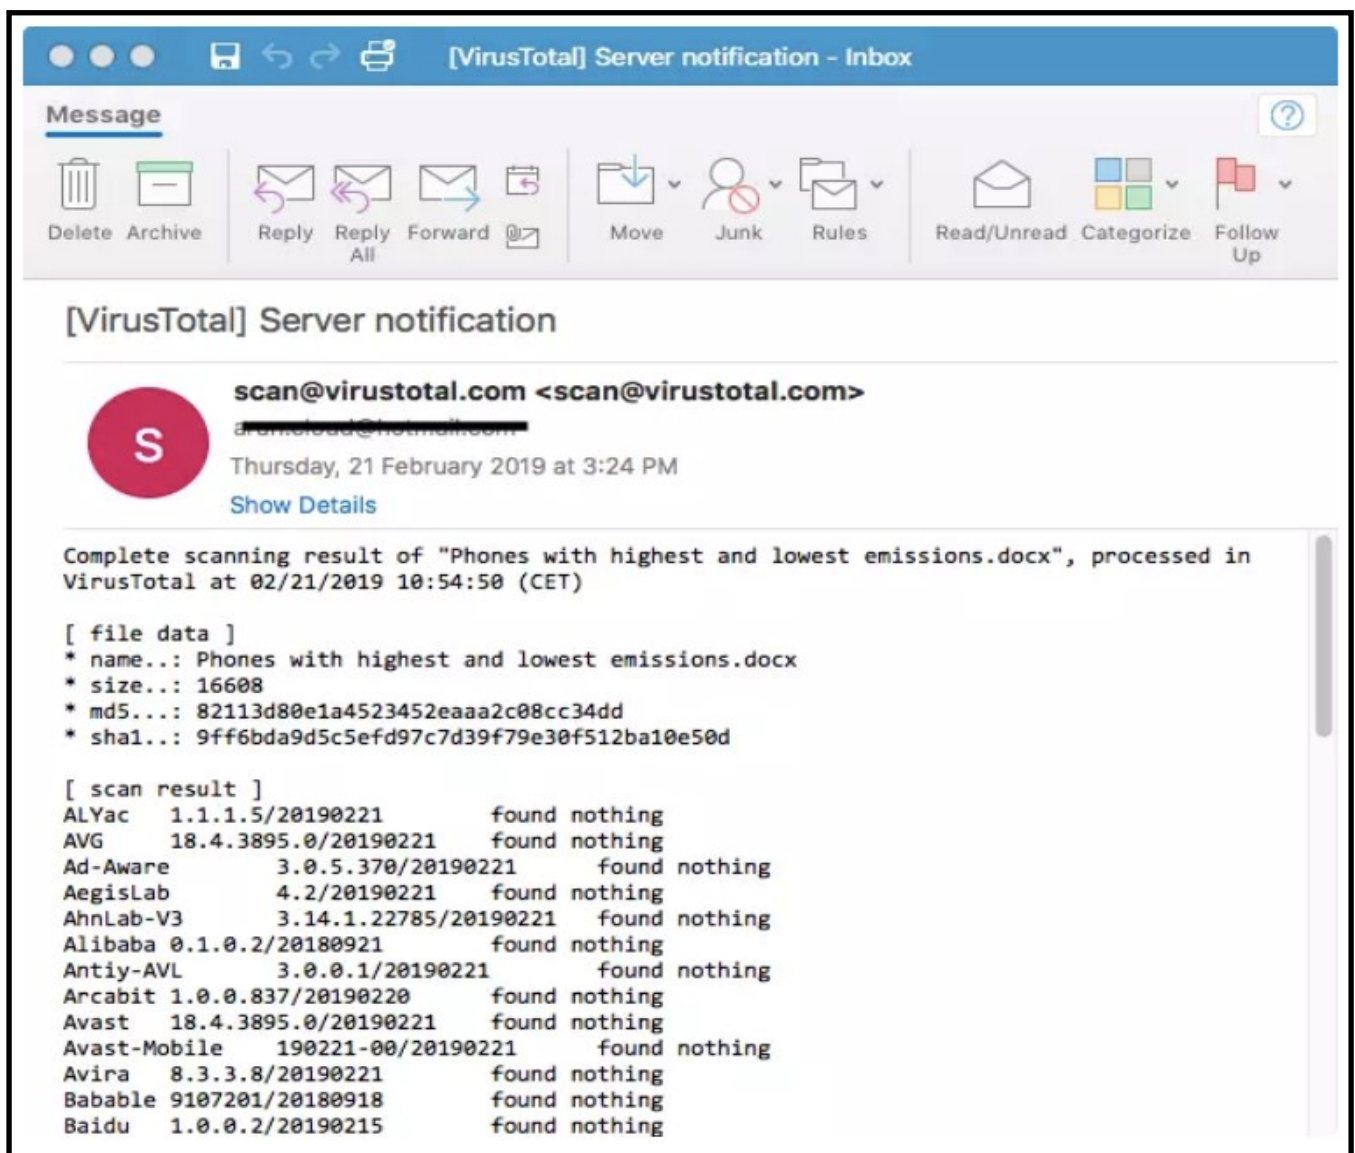 [VirusTotal] Server notification - Inbox
Message
Delete Archive Reply Reply All Forward Move Junk Rules Read/Unread Categorize Follow Up
[VirusTotal] Server notification
S
scan@virustotal.com <scan@virustotal.com>
Thursday, 21 February 2019 at 3:24 PM
Show Details
Complete scanning result of "Phones with highest and lowest emissions.docx", processed in
VirusTotal at 02/21/2019 10:54:50 (CET)
[ file data ]
* name..: Phones with highest and lowest emissions.docx
* size..: 16608
* md5...: 82113d80e1a4523452eaaa2c08cc34dd
* sha1..: 9ff6bda9d5c5efd97c7d39f79e30f512ba10e50d
[ scan result ]
ALYac 1.1.1.5/20190221 found nothing
AVG 18.4.3895.0/20190221 found nothing
Ad-Aware 3.0.5.370/20190221 found nothing
AegisLab 4.2/20190221 found nothing
AhnLab-V3 3.14.1.22785/20190221 found nothing
Alibaba 0.1.0.2/20180921 found nothing
Antiy-AVL 3.0.0.1/20190221 found nothing
Arcabit 1.0.0.837/20190220 found nothing
Avast 18.4.3895.0/20190221 found nothing
Avast-Mobile 190221-00/20190221 found nothing
Avira 8.3.3.8/20190221 found nothing
Babable 9107201/20180918 found nothing
Baidu 1.0.0.2/20190215 found nothing